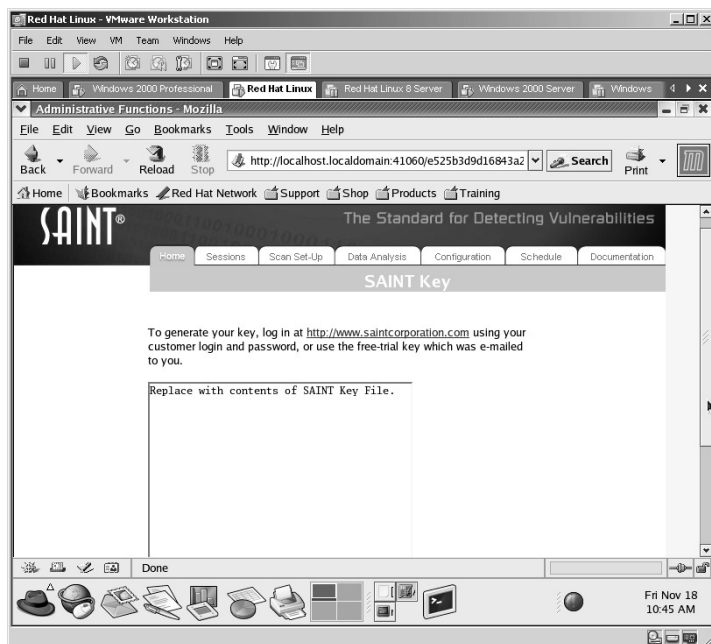 Red Hat Linux - VMware Workstation
File Edit View VM Team Windows Help
Home Windows 2000 Professional Red Hat Linux Red Hat Linux 8 Server Windows 2000 Server Windows
Administrative Functions - Mozilla
File Edit View Go Bookmarks Tools Window Help
Back Forward Reload Stop http://localhost.localdomain:41060/e525b3d9d16843a2 Search Print
Home Bookmarks Red Hat Network Support Shop Products Training
SAINT® The Standard for Detecting Vulnerabilities
Home Sessions Scan Set-Up Data Analysis Configuration Schedule Documentation
SAINT Key
To generate your key, log in at http://www.saintcorporation.com using your
customer login and password, or use the free-trial key which was e-mailed
to you.
Replace with contents of SAINT Key File.
Done
Fri Nov 18
10:45 AM